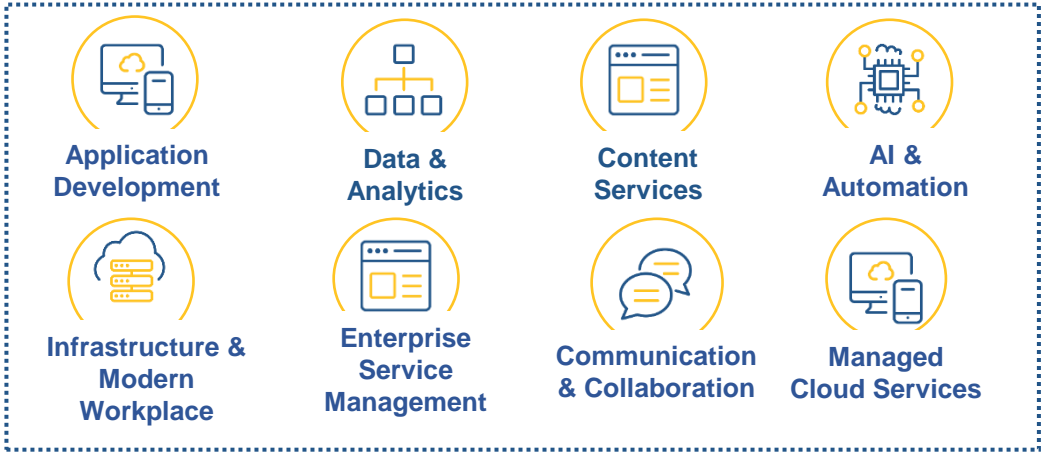 Application
Development
Data &
Analytics
Content
Services
AI &
Automation
Infrastructure &
Modern
Workplace
Enterprise
Service
Management
Communication
& Collaboration
Managed
Cloud Services